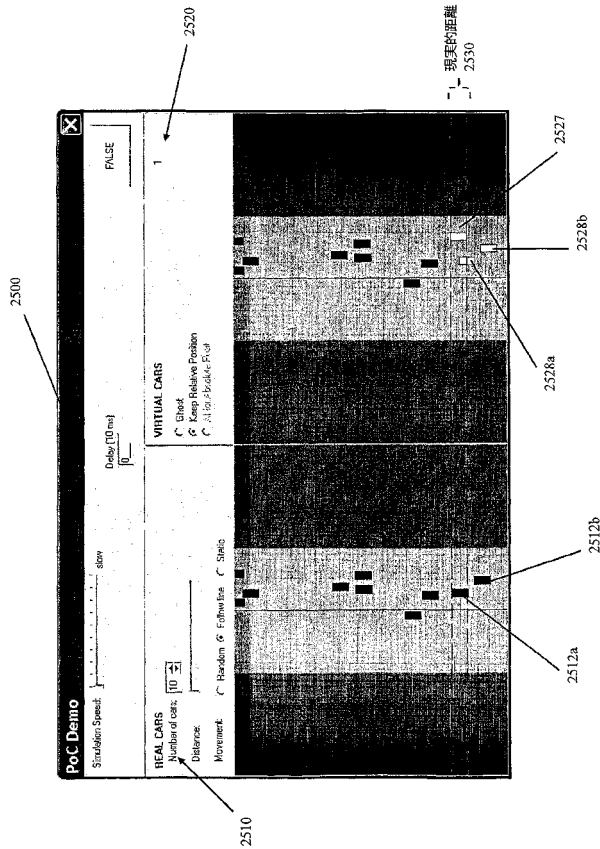 2500
PoC Demo
Simulation Speed:
slow
Delay (10 ms)
0
FALSE
REAL CARS
Number of cars:
10
Distance:
Movement:
Random
Follow line
Static
VIRTUAL CARS
Ghost
Keep Relative Position
1
2510
2520
現実的距離
2530
2527
2528b
2528a
2512b
2512a